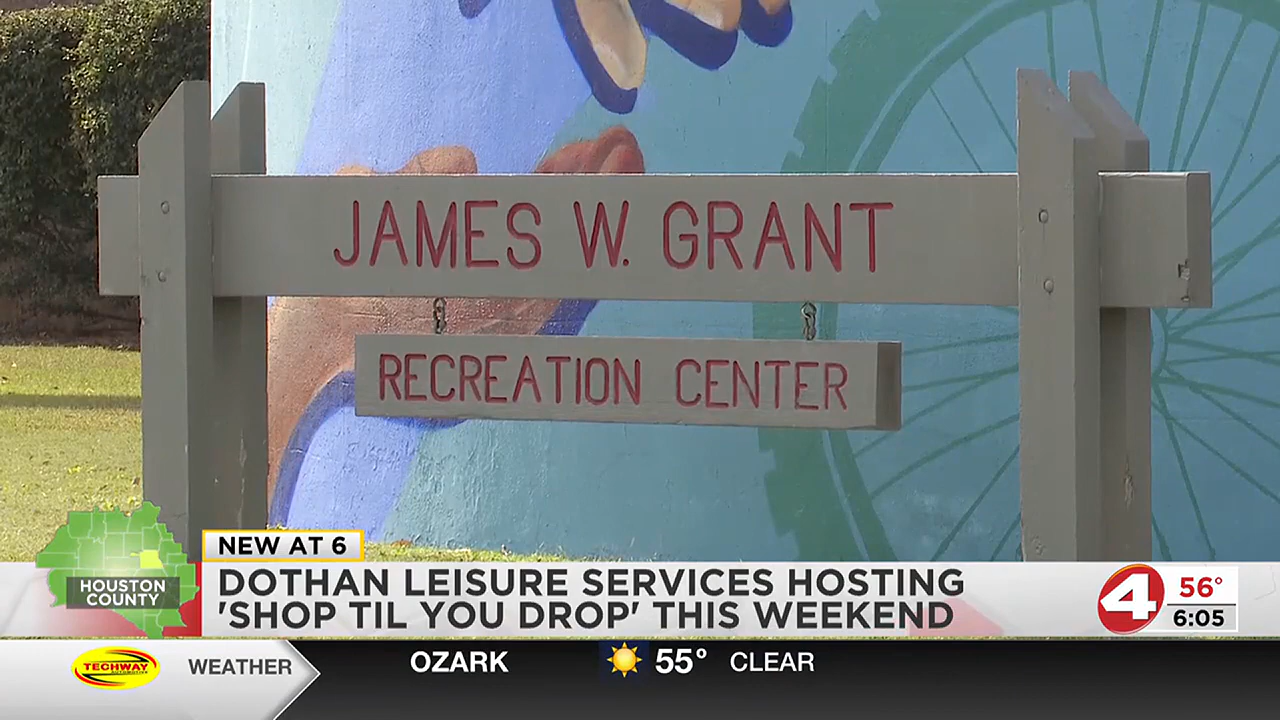 JAMES W. GRANT
RECREATION CENTER
NEW AT 6
HOUSTON
COUNTY
DOTHAN LEISURE SERVICES HOSTING
'SHOP TIL YOU DROP' THIS WEEKEND
4
56°
6:05
TECHWAY
AUTOMOTIVE
WEATHER
OZARK
55°
CLEAR